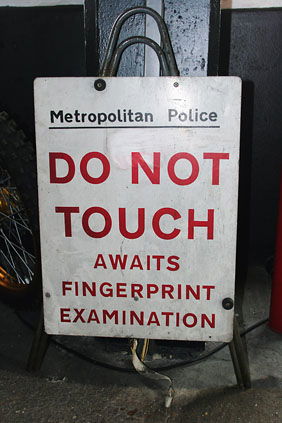 Metropolitan Police
DO NOT
TOUCH
AWAITS
FINGERPRINT
EXAMINATION